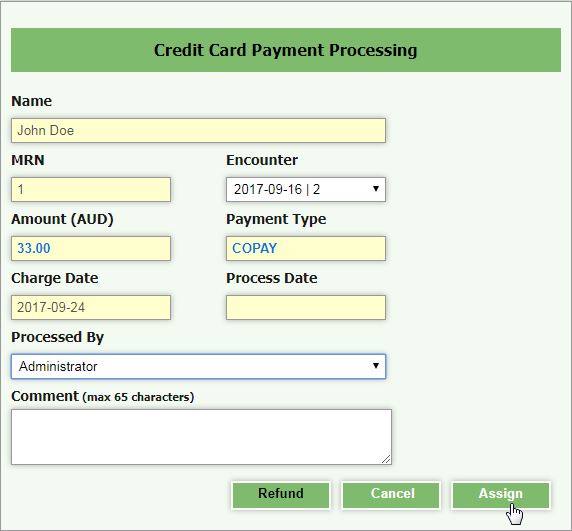 Credit Card Payment Processing
Name
John Doe
MRN Encounter
1 2017-09-16 | 2
Amount (AUD) Payment Type
33.00 COPAY
Charge Date Process Date
2017-09-24
Processed By
Administrator
Comment (max 65 characters)
Refund Cancel Assign